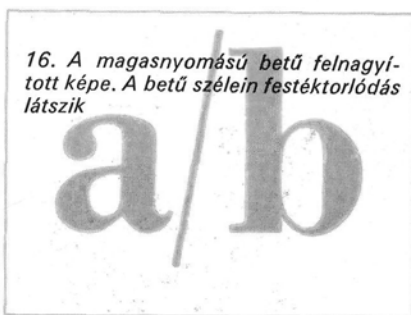 16. A magasnyomású betű felnagyí-
tott képe. A betű szélein festéktorlódás
látszik
a/b